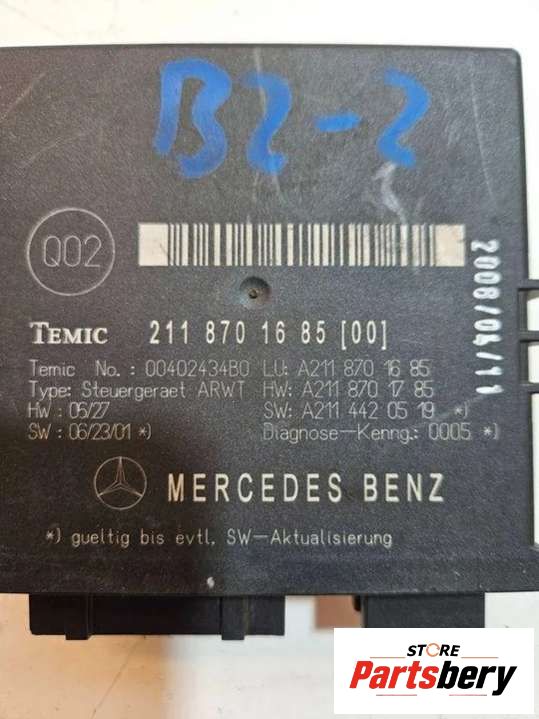 B2-2
Q02
2008/04/11
TEMIC 211 870 16 85 [00]
Temic No.: 00402434B0 LU: A211 870 16 85
Type: Steuergeraet ARWT HW: A211 870 17 85
HW : 06/27 SW: A211 442 05 19 *)
SW : 06/23/01 *) Diagnose-Kenng.: 0005 *)
MERCEDES BENZ
*) gueltig bis evtl. SW-Aktualisierung
STORE
Partsbery